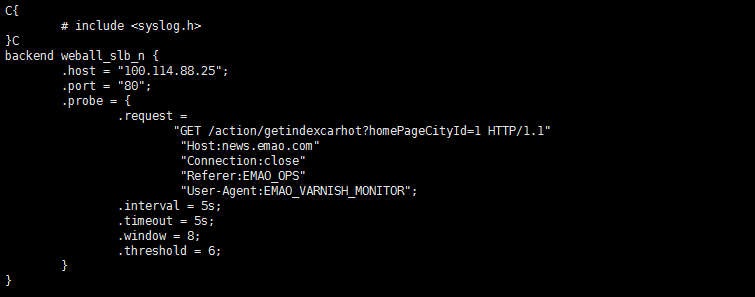 C{
        # include <syslog.h>
}C
backend weball_slb_n {
        .host = "100.114.88.25";
        .port = "80";
        .probe = {
                .request =
                        "GET /action/getindexcarhot?homePageCityId=1 HTTP/1.1"
                         "Host:news.emao.com"
                         "Connection:close"
                         "Referer:EMAO_OPS"
                         "User-Agent:EMAO_VARNISH_MONITOR";
                .interval = 5s;
                .timeout = 5s;
                .window = 8;
                .threshold = 6;
        }
}